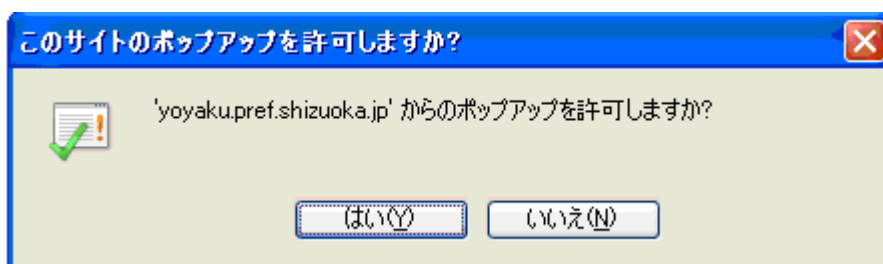 このサイトのポップアップを許可しますか?
'yoyaku.pref.shizuoka.jp' からのポップアップを許可しますか?
はい(Y) いいえ(N)